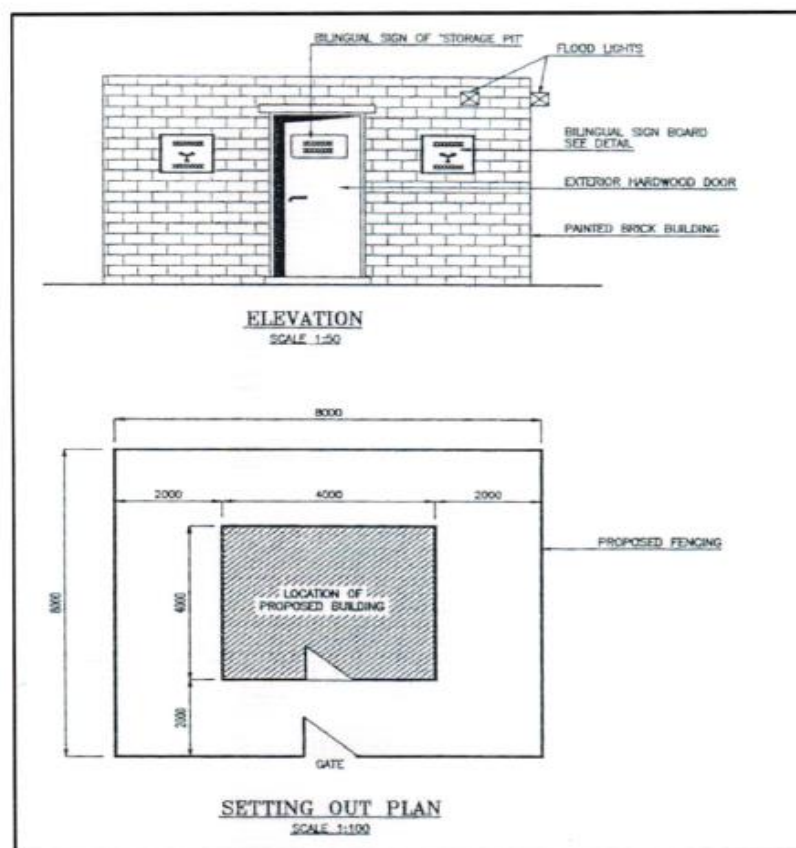 BILINGUAL SIGN OF "STORAGE PIT"
FLOOD LIGHTS
BILINGUAL SIGN BOARD
SEE DETAIL
EXTERIOR HARDWOOD DOOR
PAINTED BRICK BUILDING
ELEVATION
SCALE 1:50
8000
2000
4000
2000
PROPOSED FENCING
8000
4000
LOCATION OF
PROPOSED BUILDING
2000
GATE
SETTING OUT PLAN
SCALE 1:100